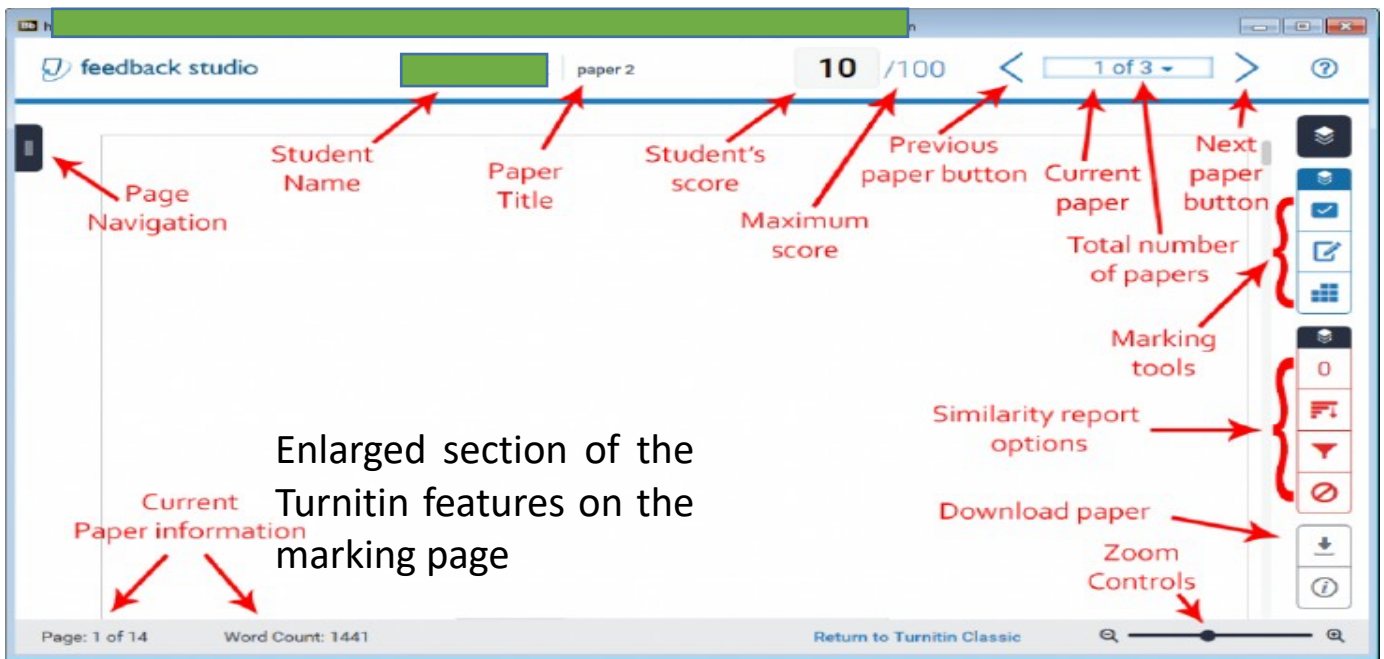 h
n
feedback studio
paper 2
10 /100
1 of 3
?
Student
Name
Paper
Title
Student's
score
Maximum
score
Previous
paper button
Current
paper
Next
paper
button
Total number
of papers
Page
Navigation
Marking
tools
0
Similarity report
options
Enlarged section of the
Turnitin features on the
marking page
Current
Paper information
Download paper
Zoom
Controls
i
Page: 1 of 14
Word Count: 1441
Return to Turnitin Classic